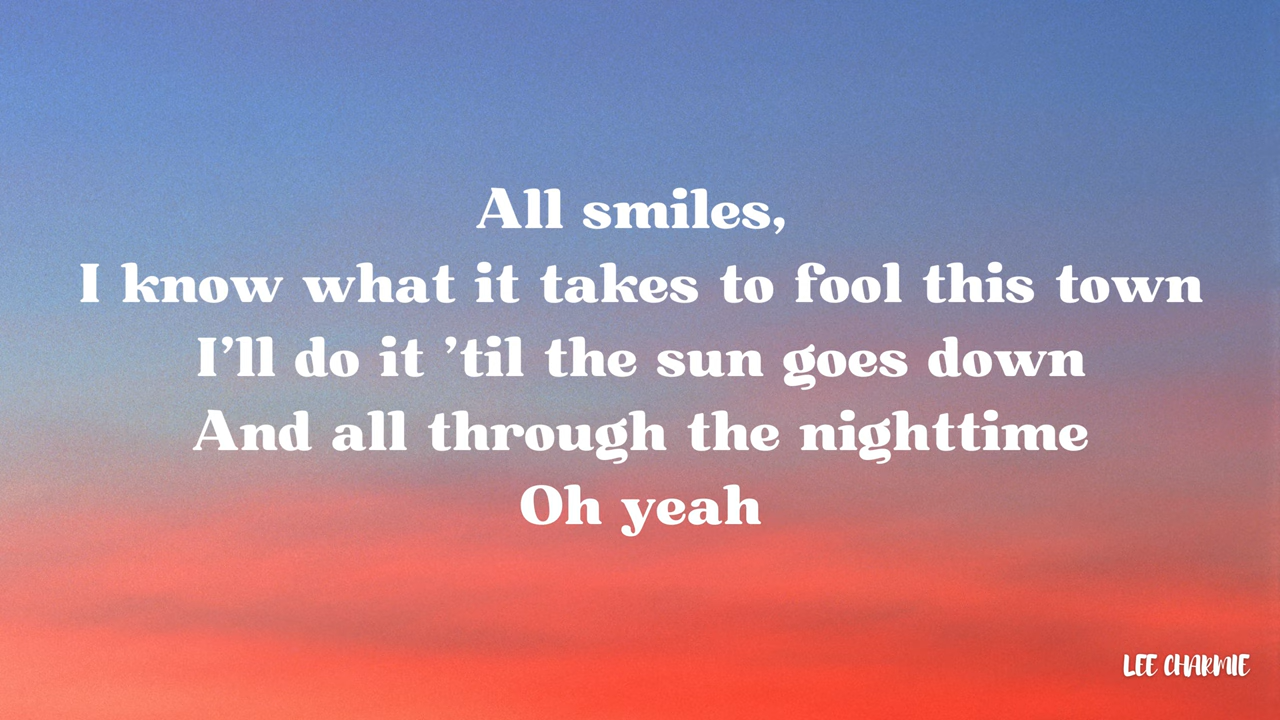 All smiles,
I know what it takes to fool this town
I’ll do it ’til the sun goes down
And all through the nighttime
Oh yeah
LEE CHARMIE